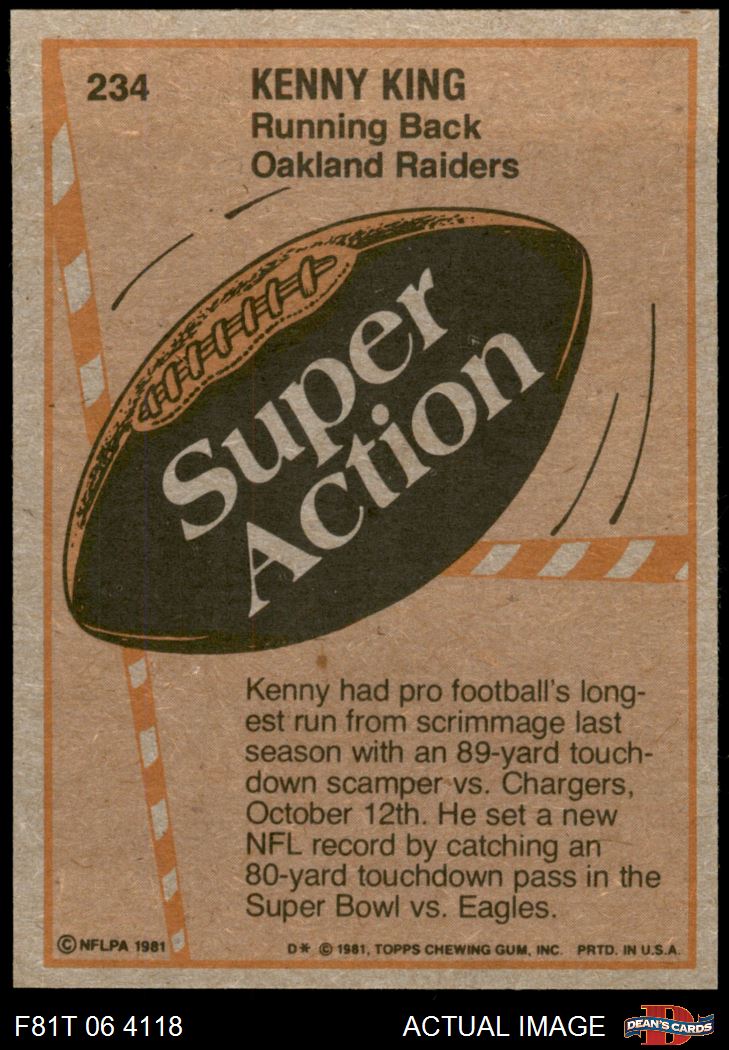 234
KENNY KING
Running Back
Oakland Raiders
Super
Action
Kenny had pro football's long-
est run from scrimmage last
season with an 89-yard touch-
down scamper vs. Chargers,
October 12th. He set a new
NFL record by catching an
80-yard touchdown pass in the
Super Bowl vs. Eagles.
© NFLPA 1981
D* © 1981, TOPPS CHEWING GUM, INC. PRTD. IN U.S.A.
F81T 06 4118
ACTUAL IMAGE
D
DEAN'S CARDS